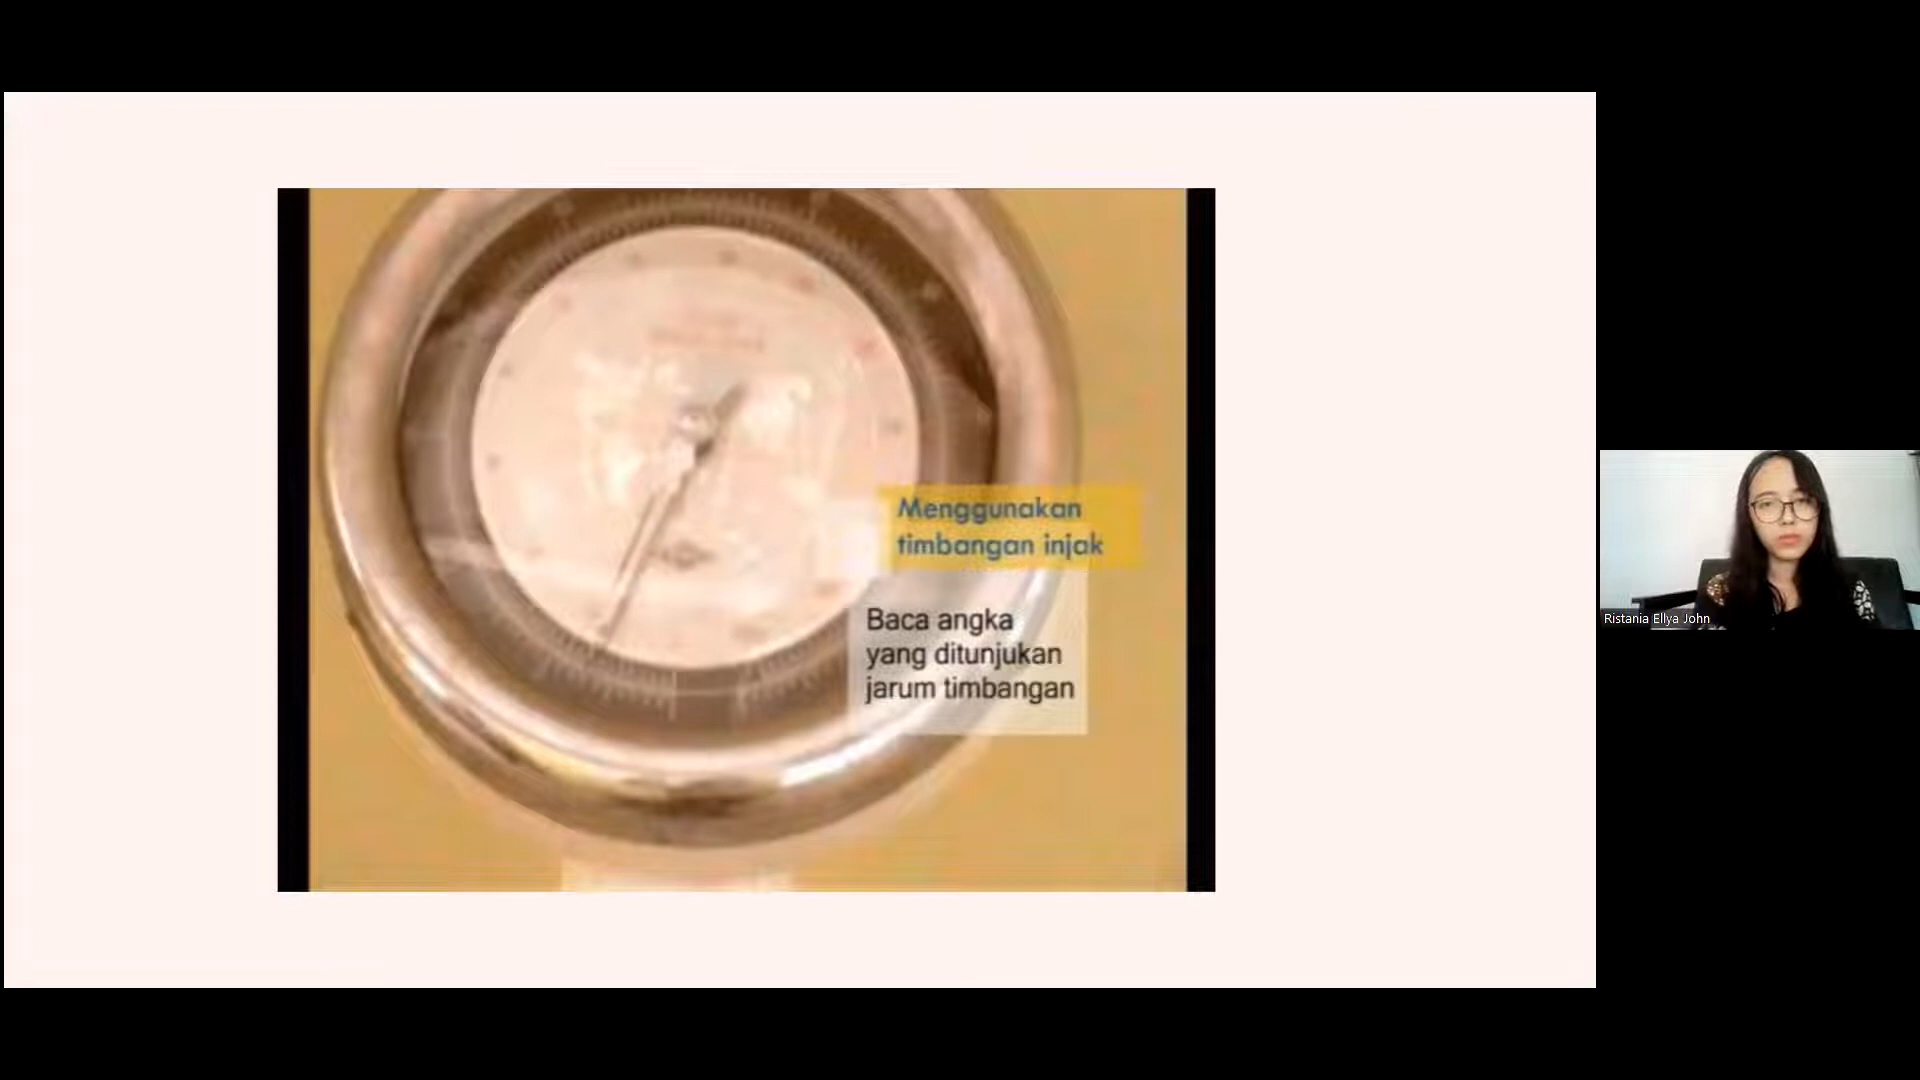 Menggunakan
timbangan injak
Baca angka
yang ditunjukan
jarum timbangan
Ristania Ellya John